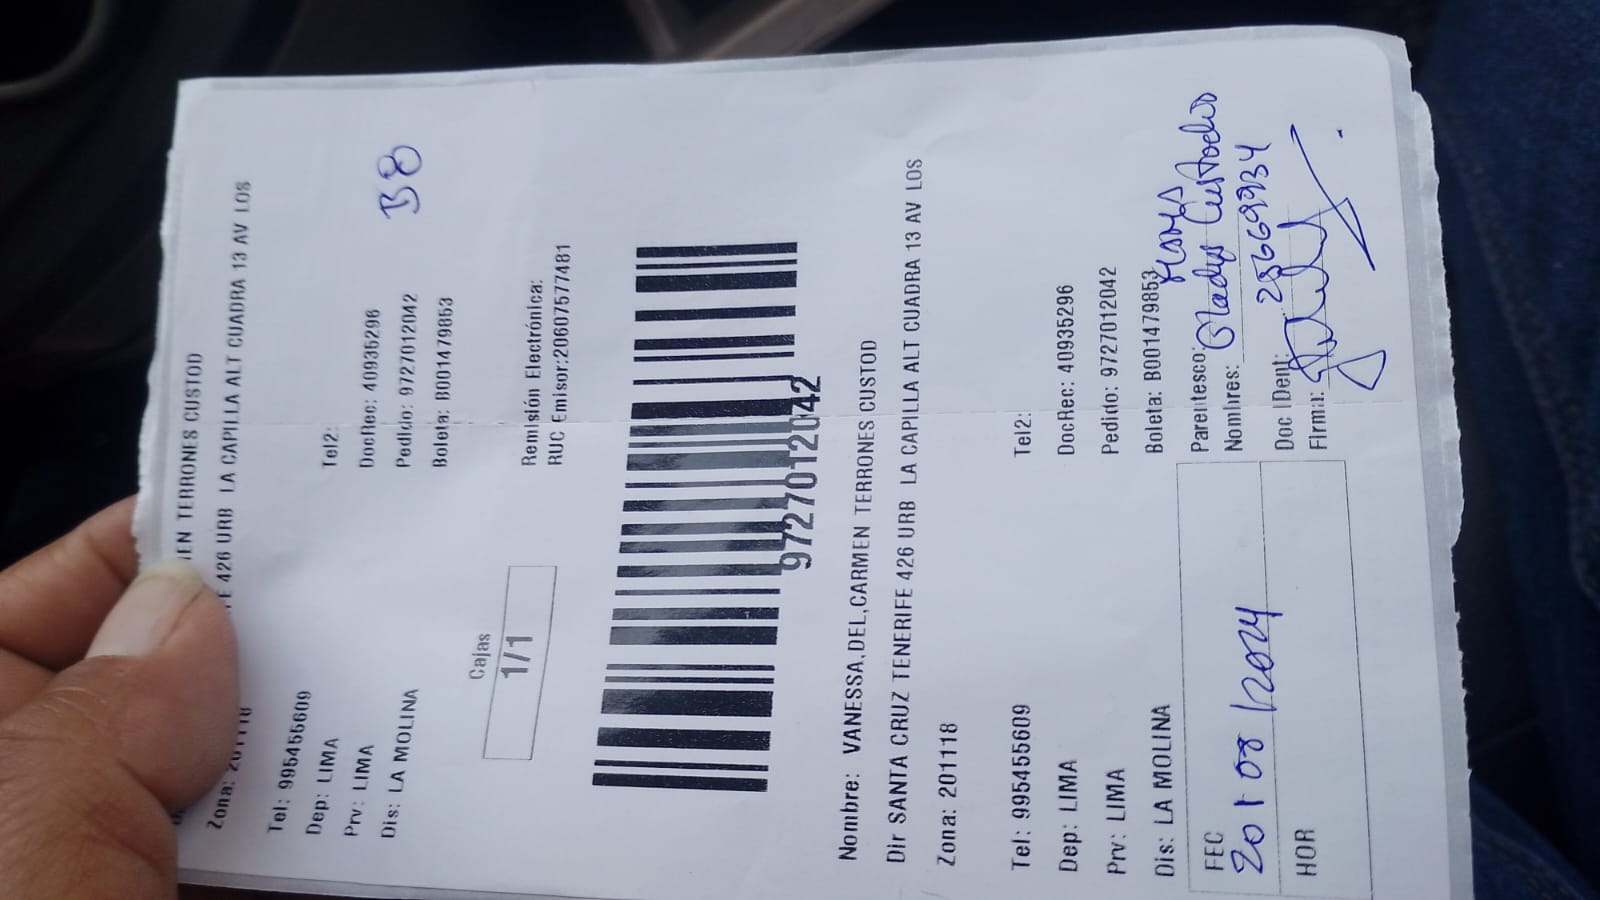 EN TERRONES CUSTOD
426 URB LA CAPILLA ALT CUADRA 13 AV LOS
Zona: 201118
Tel: 995455609 Tel2:
Dep: LIMA DocRec: 40935296
Prv: LIMA Pedido: 9727012042
Dis: LA MOLINA Boleta: B001479853
B8
Cajas
1/1
Remisión Electrónica:
RUC Emisor:20607577481
9727012042
Nombre: VANESSA.DEL,CARMEN TERRONES CUSTOD
Dir SANTA CRUZ TENERIFE 426 URB LA CAPILLA ALT CUADRA 13 AV LOS
Zona: 201118
Tel: 995455609 Tel2:
Dep: LIMA DocRec: 40935296
Prv: LIMA Pedido: 9727012042
Dis: LA MOLINA Boleta: B001479853
FEC 20/08/2024
HOR
Parentesco:
Nombres: Gladys Custodio
Doc IDent: 25669934
Firma: